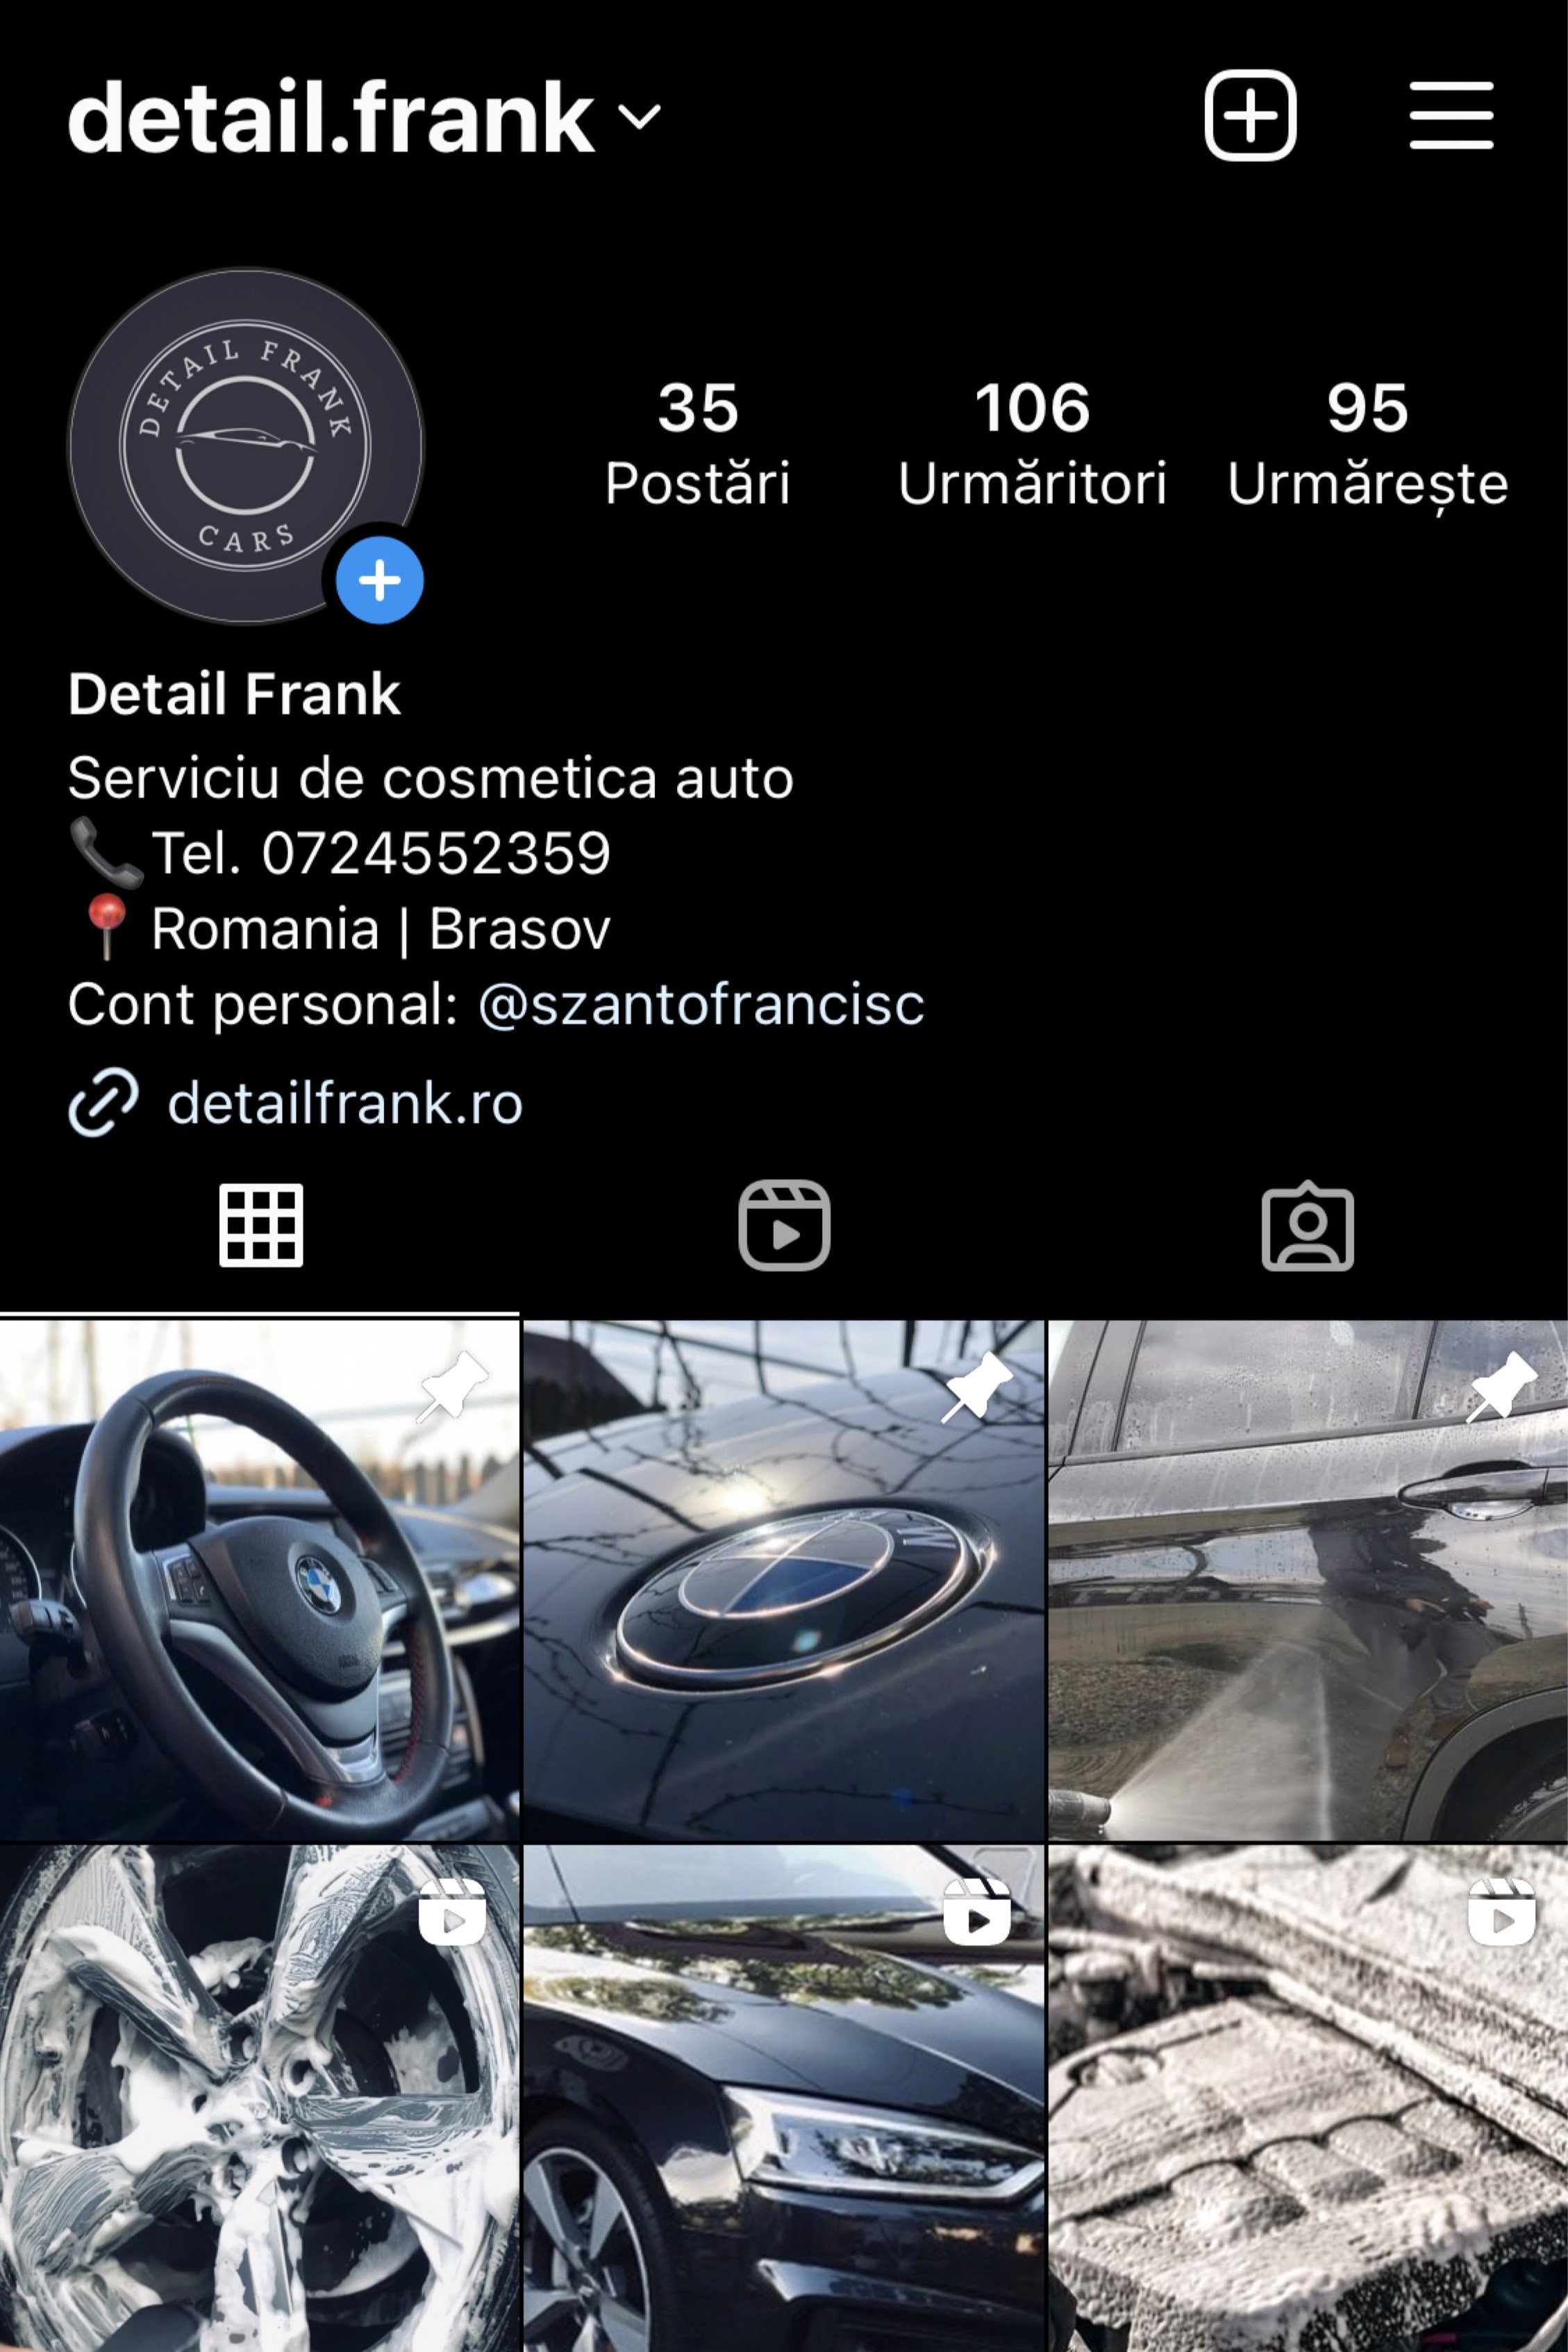 detail.frank
DETAIL FRANK
CARS
35
Postări
106
Urmăritori
95
Urmărește
Detail Frank
Serviciu de cosmetica auto
📞 Tel. 0724552359
📍 Romania | Brasov
Cont personal: @szantofrancisc
detailfrank.ro